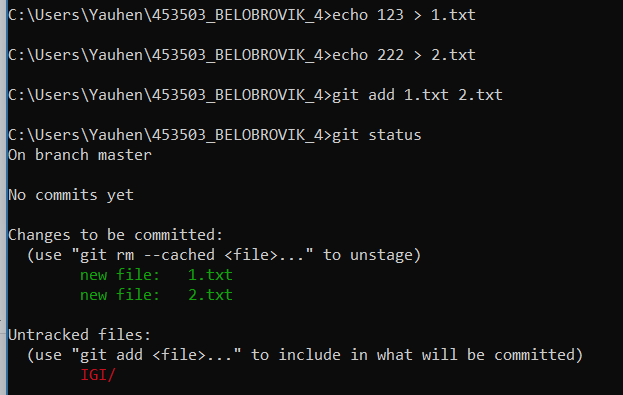 C:\Users\Yauhen\453503_BELOBROVIK_4>echo 123 > 1.txt
C:\Users\Yauhen\453503_BELOBROVIK_4>echo 222 > 2.txt
C:\Users\Yauhen\453503_BELOBROVIK_4>git add 1.txt 2.txt
C:\Users\Yauhen\453503_BELOBROVIK_4>git status
On branch master
No commits yet
Changes to be committed:
  (use "git rm --cached <file>..." to unstage)
        new file:   1.txt
        new file:   2.txt
Untracked files:
  (use "git add <file>..." to include in what will be committed)
        IGI/